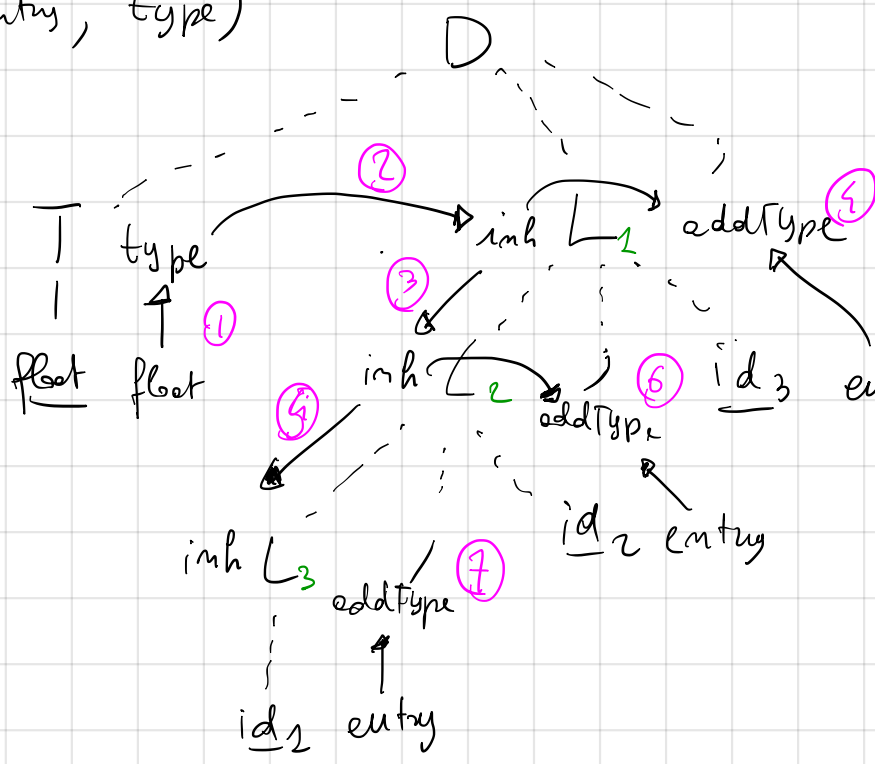 ntry, type)
D
2
T type inh L1 addType 4
3 1
float float inh L2 6 id3 en
addType
id2 entry
inh L3 7
addType
id1 entry